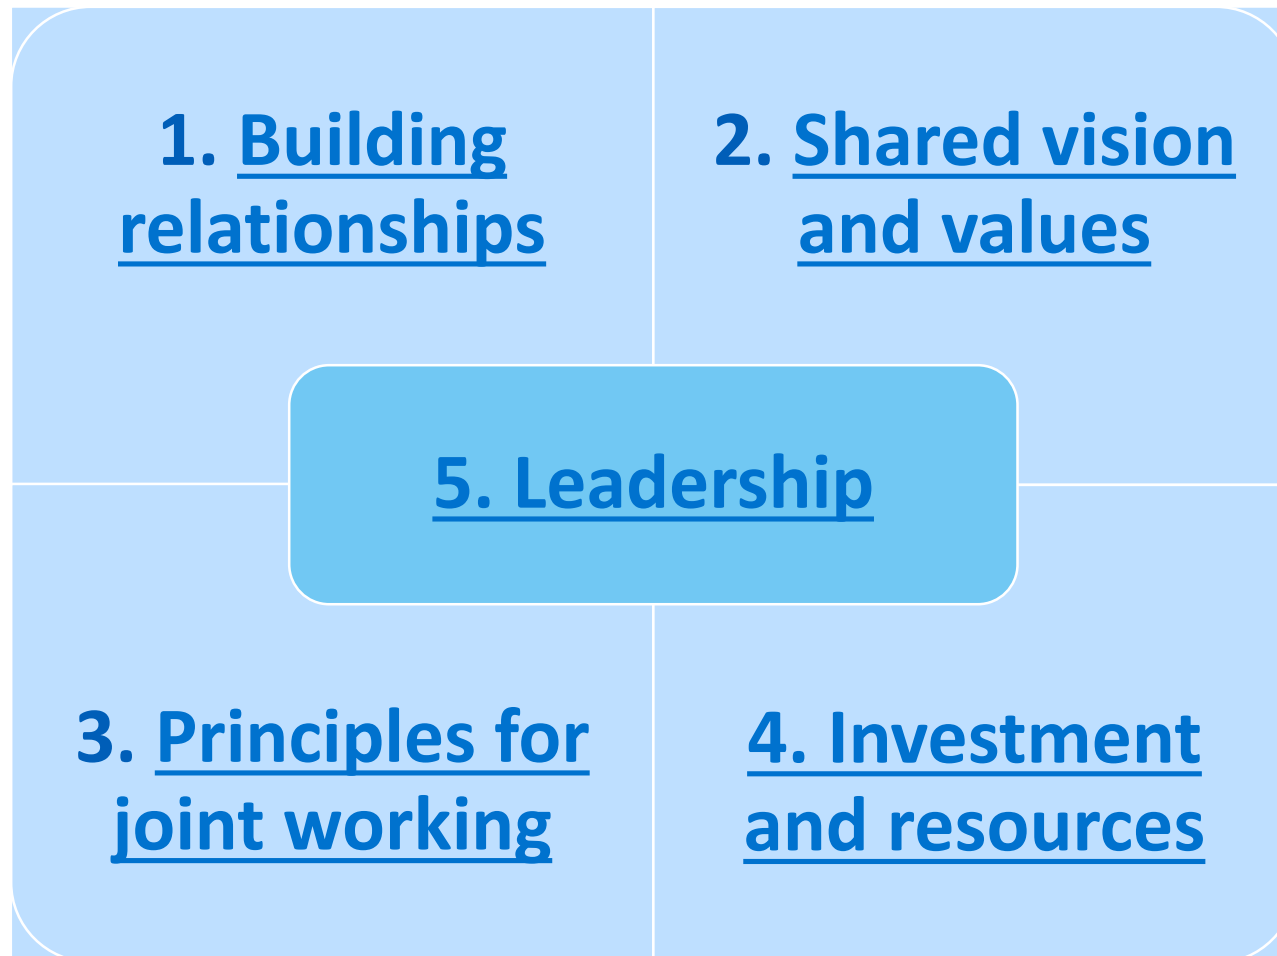 1. Building
relationships
2. Shared vision
and values
5. Leadership
3. Principles for
joint working
4. Investment
and resources